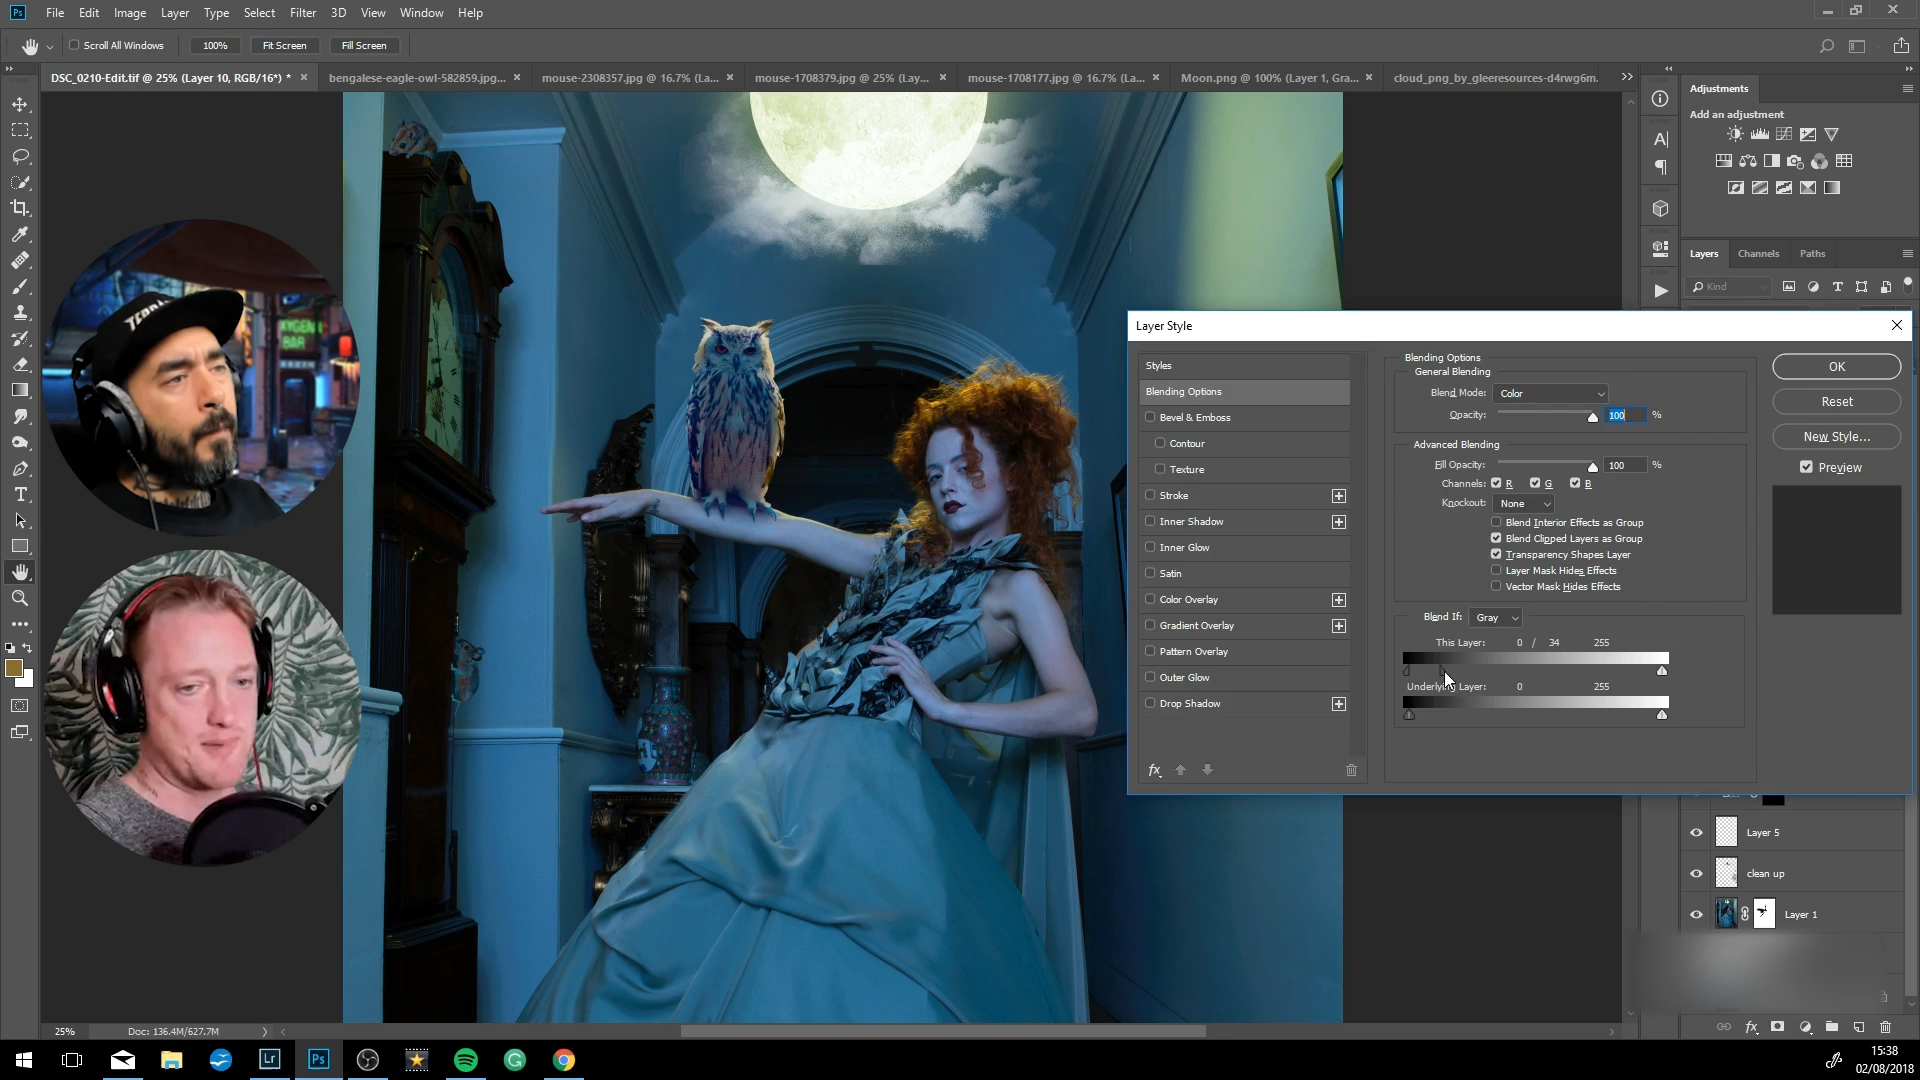 Ps File Edit Image Layer Type Select Filter 3D View Window Help
Scroll All Windows 100% Fit Screen Fill Screen
DSC_0210-Edit.tif @ 25% (Layer 10, RGB/16*) * × bengalese-eagle-owl-582859.jpg... × mouse-2308357.jpg @ 16.7% (La... × mouse-1708379.jpg @ 25% (Lay... × mouse-1708177.jpg @ 16.7% (La... × Moon.png @ 100% (Layer 1, Gra... × cloud_png_by_gleeresources-d4rwg6m.
Adjustments
Add an adjustment
Layers Channels Paths
Kind
Layer Style
Styles
Blending Options
Bevel & Emboss
Contour
Texture
Stroke
Inner Shadow
Inner Glow
Satin
Color Overlay
Gradient Overlay
Pattern Overlay
Outer Glow
Drop Shadow
fx
Blending Options
General Blending
Blend Mode: Color
Opacity: 100 %
Advanced Blending
Fill Opacity: 100 %
Channels: R G B
Knockout: None
Blend Interior Effects as Group
Blend Clipped Layers as Group
Transparency Shapes Layer
Layer Mask Hides Effects
Vector Mask Hides Effects
Blend If: Gray
This Layer: 0 / 34 255
Underlying Layer: 0 255
OK
Reset
New Style...
Preview
Layer 5
clean up
Layer 1
fx
XYGEN
BAR
25% Doc: 136.4M/627.7M
Lr Ps
15:38
02/08/2018